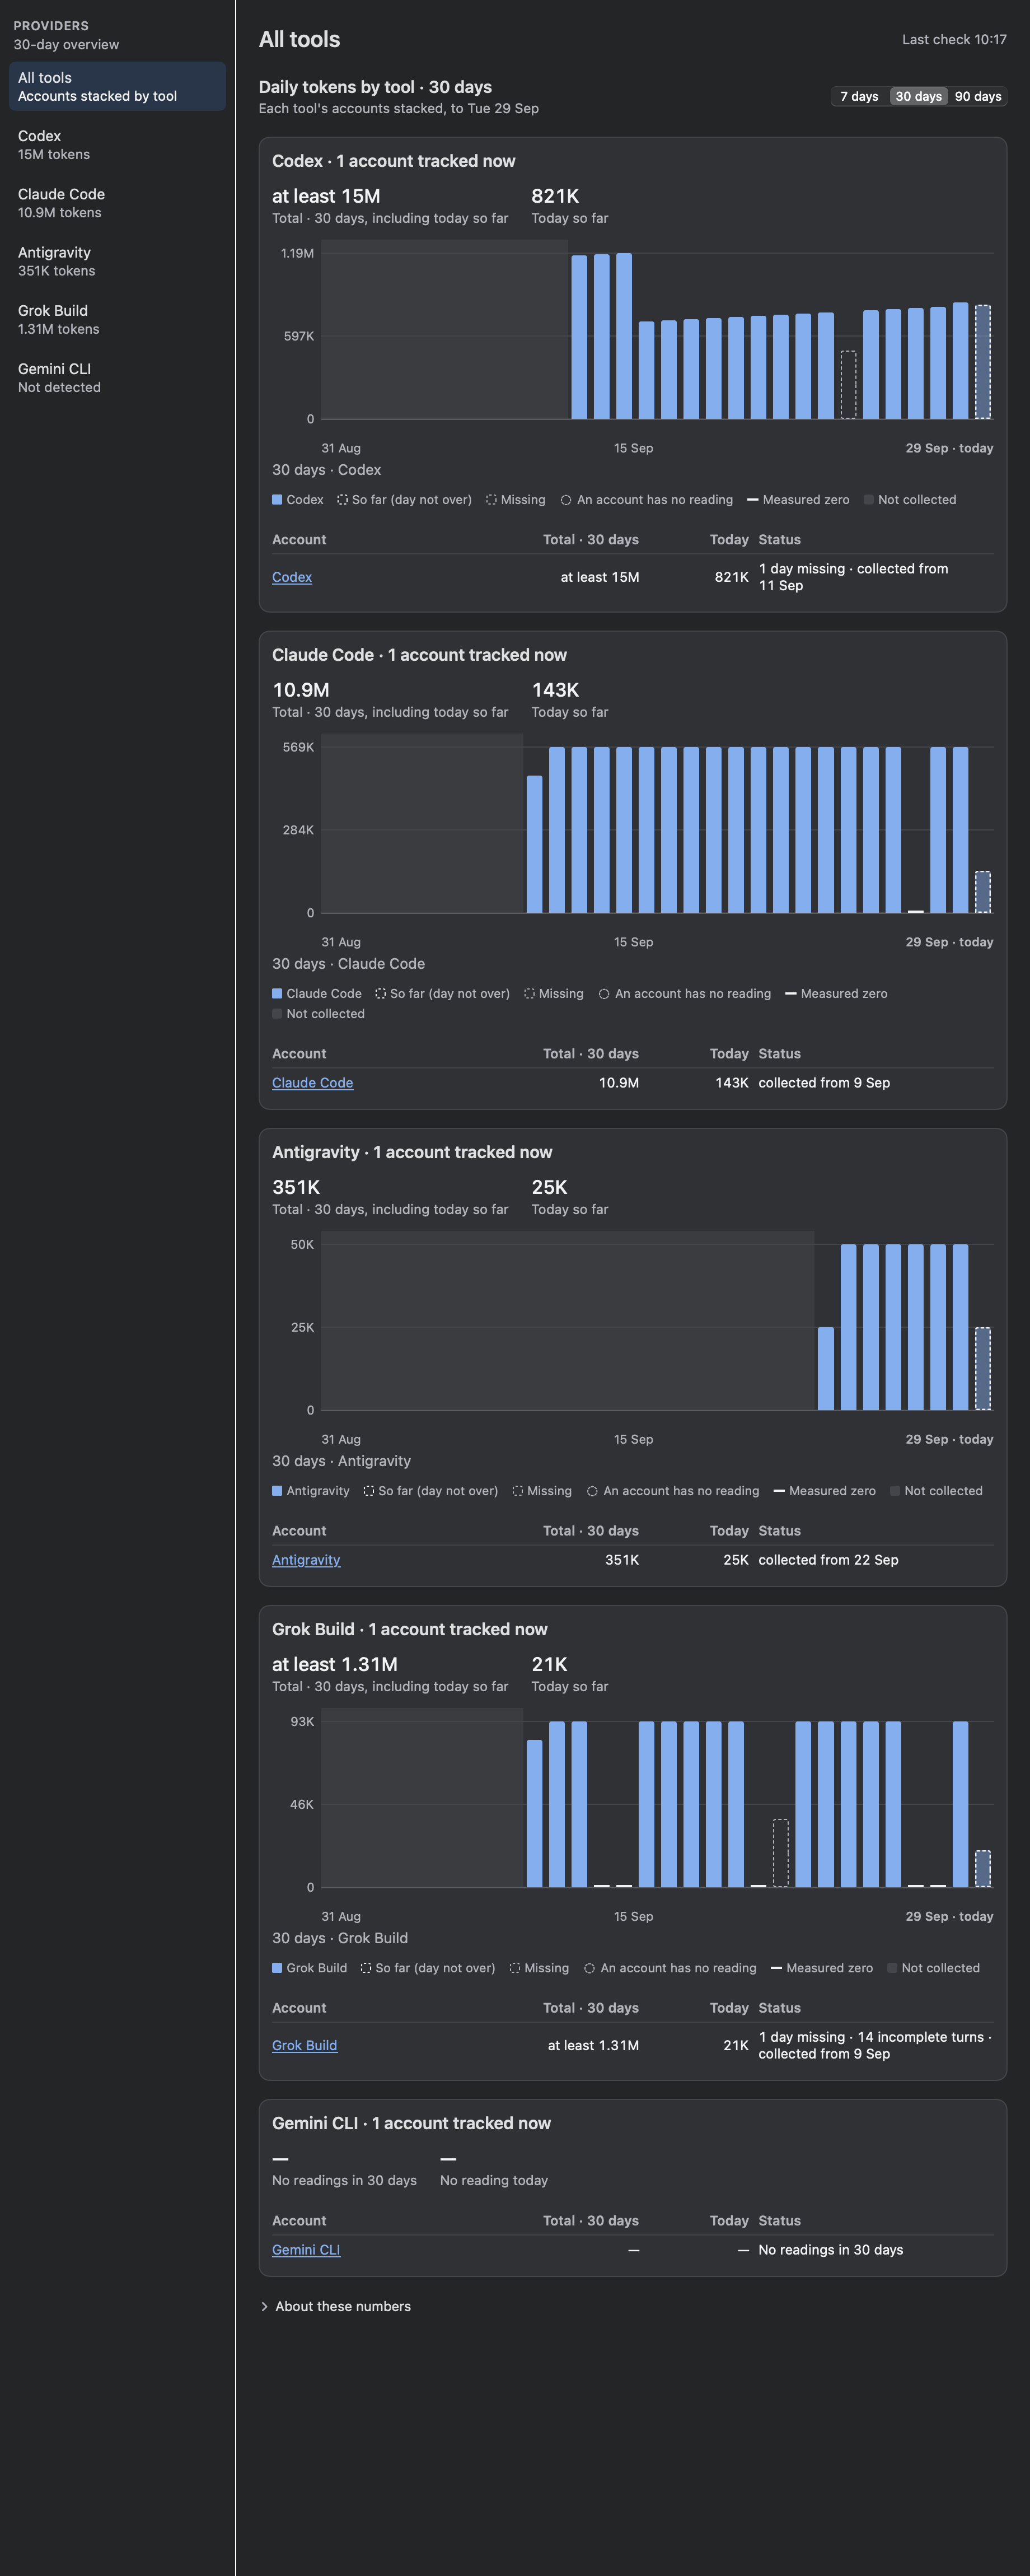 PROVIDERS
30-day overview
All tools
Accounts stacked by tool
Codex
15M tokens
Claude Code
10.9M tokens
Antigravity
351K tokens
Grok Build
1.31M tokens
Gemini CLI
Not detected
All tools
Last check 10:17
Daily tokens by tool · 30 days
Each tool's accounts stacked, to Tue 29 Sep
7 days 30 days 90 days
Codex · 1 account tracked now
at least 15M 821K
Total · 30 days, including today so far Today so far
1.19M
597K
0
31 Aug 15 Sep 29 Sep · today
30 days · Codex
Codex So far (day not over) Missing An account has no reading Measured zero Not collected
Account Total · 30 days Today Status
Codex at least 15M 821K 1 day missing · collected from
11 Sep
Claude Code · 1 account tracked now
10.9M 143K
Total · 30 days, including today so far Today so far
569K
284K
0
31 Aug 15 Sep 29 Sep · today
30 days · Claude Code
Claude Code So far (day not over) Missing An account has no reading Measured zero
Not collected
Account Total · 30 days Today Status
Claude Code 10.9M 143K collected from 9 Sep
Antigravity · 1 account tracked now
351K 25K
Total · 30 days, including today so far Today so far
50K
25K
0
31 Aug 15 Sep 29 Sep · today
30 days · Antigravity
Antigravity So far (day not over) Missing An account has no reading Measured zero Not collected
Account Total · 30 days Today Status
Antigravity 351K 25K collected from 22 Sep
Grok Build · 1 account tracked now
at least 1.31M 21K
Total · 30 days, including today so far Today so far
93K
46K
0
31 Aug 15 Sep 29 Sep · today
30 days · Grok Build
Grok Build So far (day not over) Missing An account has no reading Measured zero Not collected
Account Total · 30 days Today Status
Grok Build at least 1.31M 21K 1 day missing · 14 incomplete turns ·
collected from 9 Sep
Gemini CLI · 1 account tracked now
— —
No readings in 30 days No reading today
Account Total · 30 days Today Status
Gemini CLI — — No readings in 30 days
About these numbers